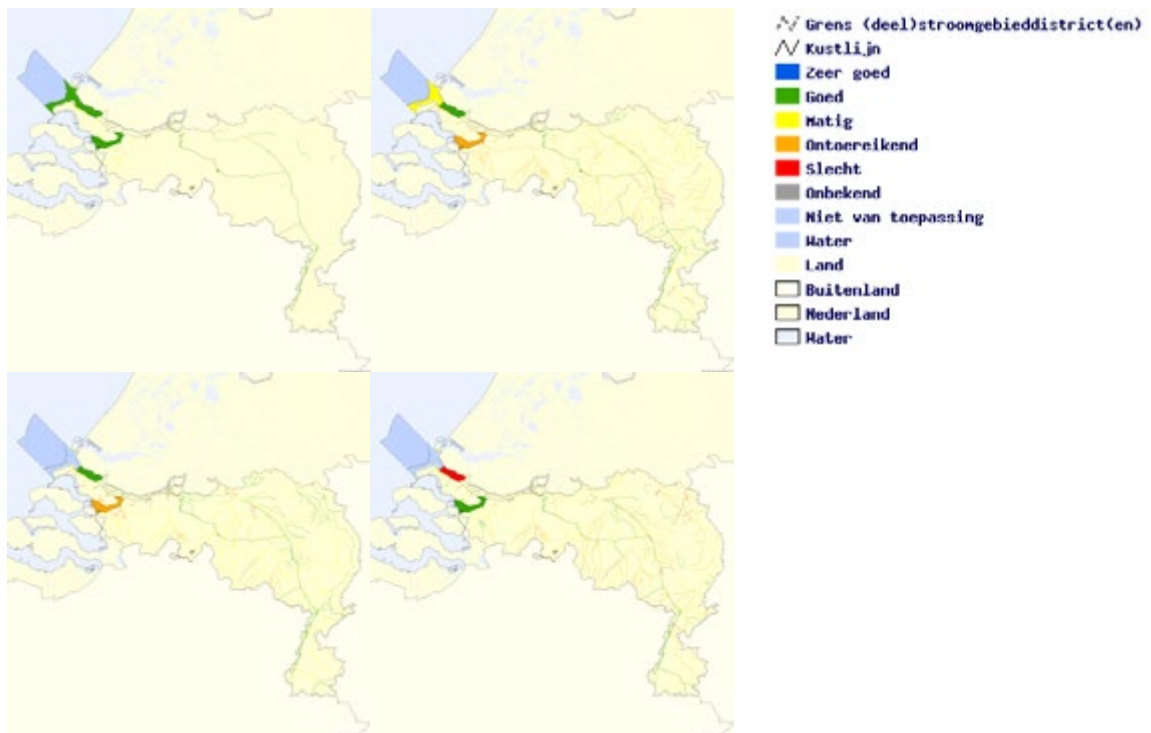 Grens (deel)stroomgebieddistrict(en)
Kustlijn
Zeer goed
Goed
Matig
Ontoereikend
Slecht
Onbekend
Niet van toepassing
Water
Land
Buitenland
Nederland
Water